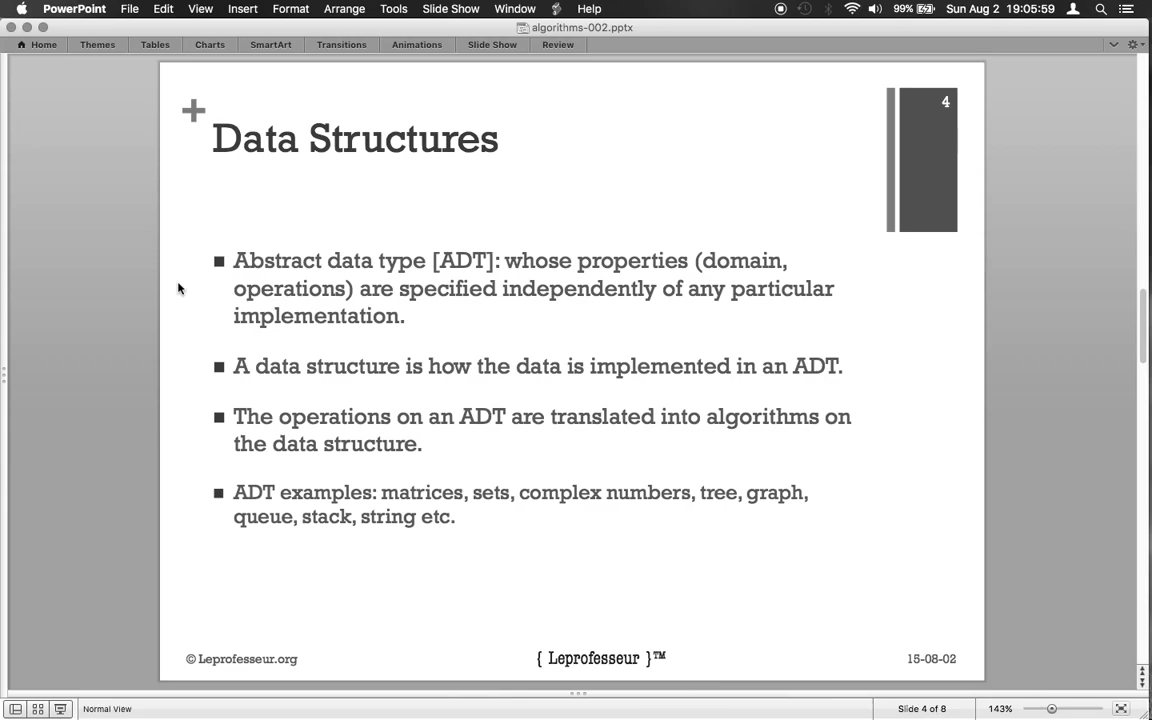 PowerPoint File Edit View Insert Format Arrange Tools Slide Show Window Help 99% Sun Aug 2 19:05:59
algorithms-002.pptx
Home Themes Tables Charts SmartArt Transitions Animations Slide Show Review
4
+
Data Structures
■ Abstract data type [ADT]: whose properties (domain,
operations) are specified independently of any particular
implementation.
■ A data structure is how the data is implemented in an ADT.
■ The operations on an ADT are translated into algorithms on
the data structure.
■ ADT examples: matrices, sets, complex numbers, tree, graph,
queue, stack, string etc.
© Leprofesseur.org { Leprofesseur }™ 15-08-02
Normal View Slide 4 of 8 143%